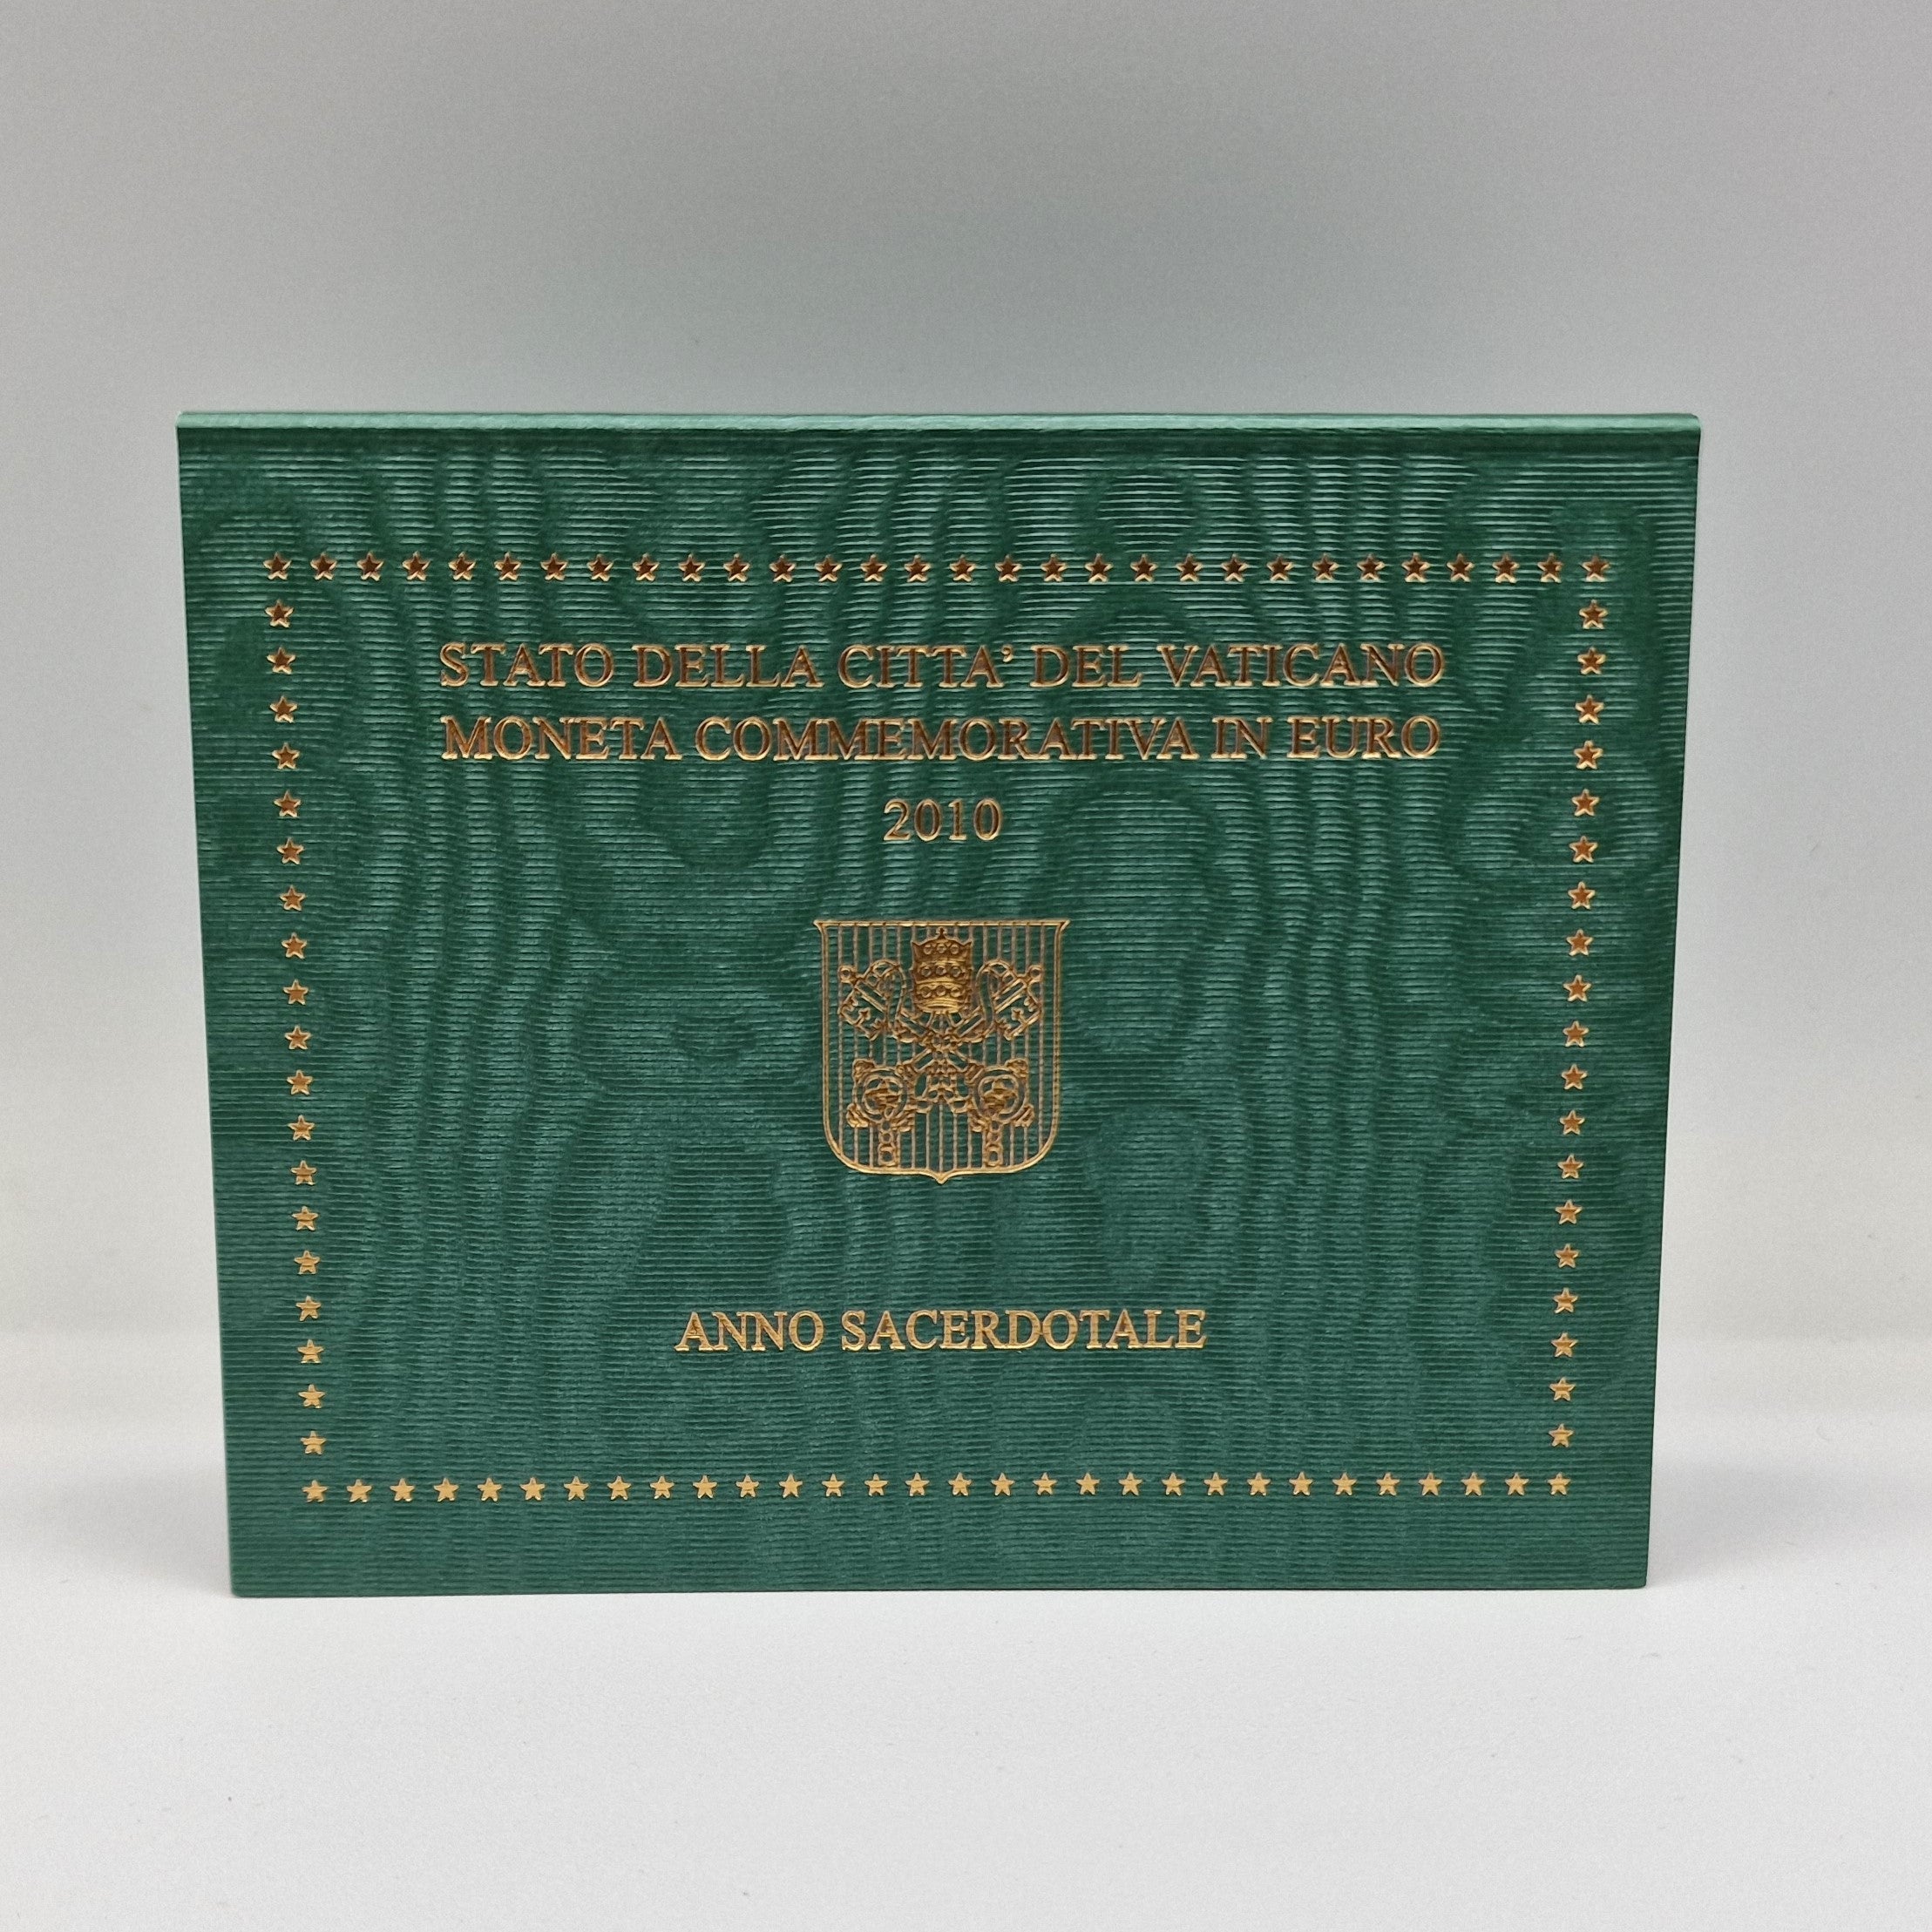 STATO DELLA CITTA' DEL VATICANO
MONETA COMMEMORATIVA IN EURO
2010
ANNO SACERDOTALE